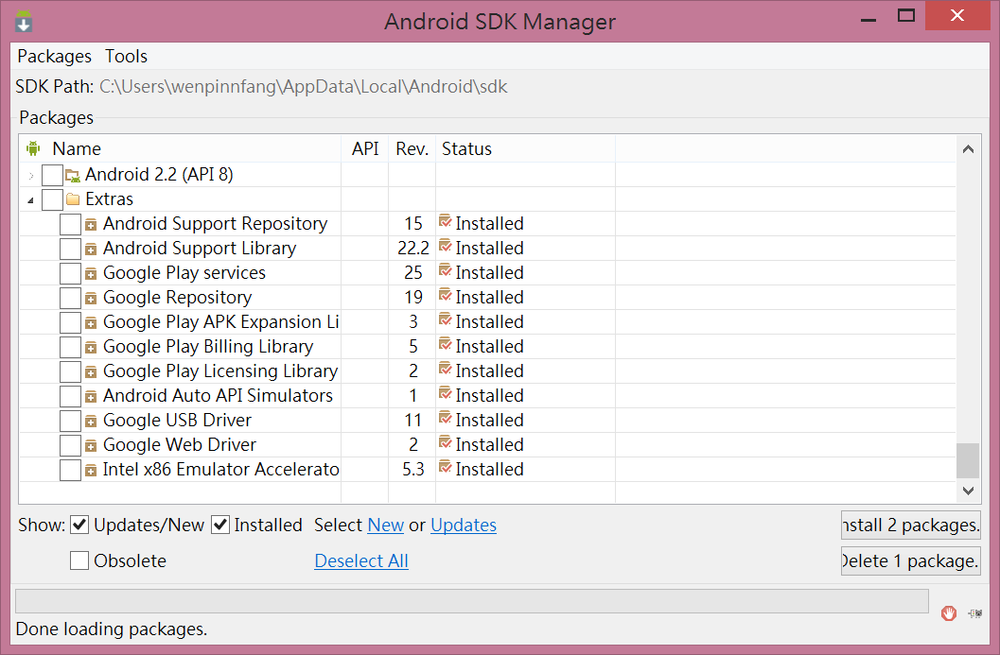 Android SDK Manager
Packages Tools
SDK Path: C:\Users\wenpinnfang\AppData\Local\Android\sdk
Packages
Name API Rev. Status
Android 2.2 (API 8)
Extras
Android Support Repository 15 Installed
Android Support Library 22.2 Installed
Google Play services 25 Installed
Google Repository 19 Installed
Google Play APK Expansion Li 3 Installed
Google Play Billing Library 5 Installed
Google Play Licensing Library 2 Installed
Android Auto API Simulators 1 Installed
Google USB Driver 11 Installed
Google Web Driver 2 Installed
Intel x86 Emulator Accelerato 5.3 Installed
Show: Updates/New Installed Select New or Updates nstall 2 packages.
Obsolete Deselect All Delete 1 package.
Done loading packages.